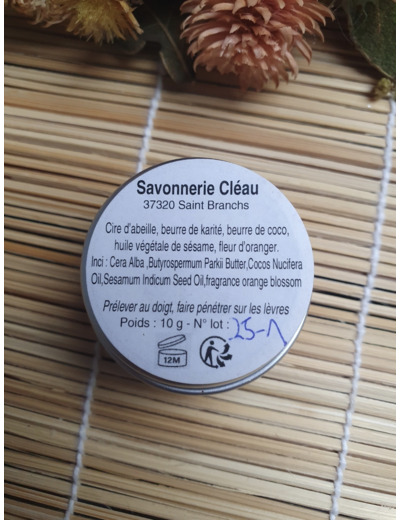 Savonnerie Cléau
37320 Saint Branchs
Cire d'abeille, beurre de karité, beurre de coco,
huile végétale de sésame, fleur d'oranger.
Inci : Cera Alba ,Butyrospermum Parkii Butter,Cocos Nucifera
Oil,Sesamum Indicum Seed Oil,fragrance orange blossom
Prélever au doigt, faire pénétrer sur les lèvres
Poids : 10 g - N° lot : 25-1
12M